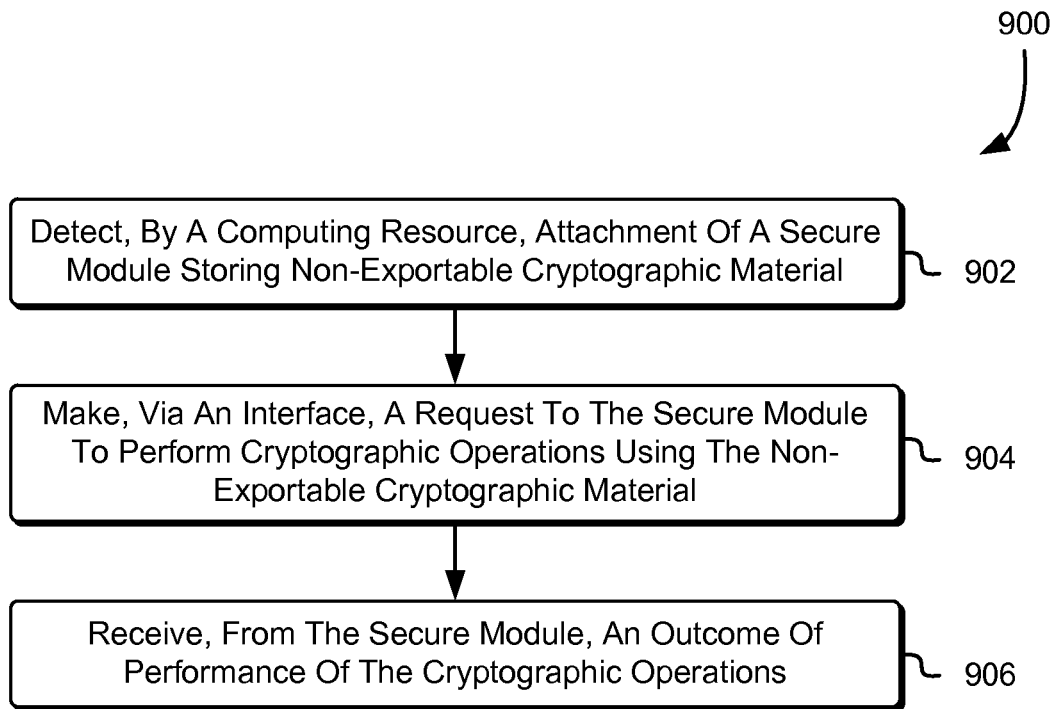 900
Detect, By A Computing Resource, Attachment Of A Secure
Module Storing Non-Exportable Cryptographic Material
902
Make, Via An Interface, A Request To The Secure Module
To Perform Cryptographic Operations Using The Non-
Exportable Cryptographic Material
904
Receive, From The Secure Module, An Outcome Of
Performance Of The Cryptographic Operations
906